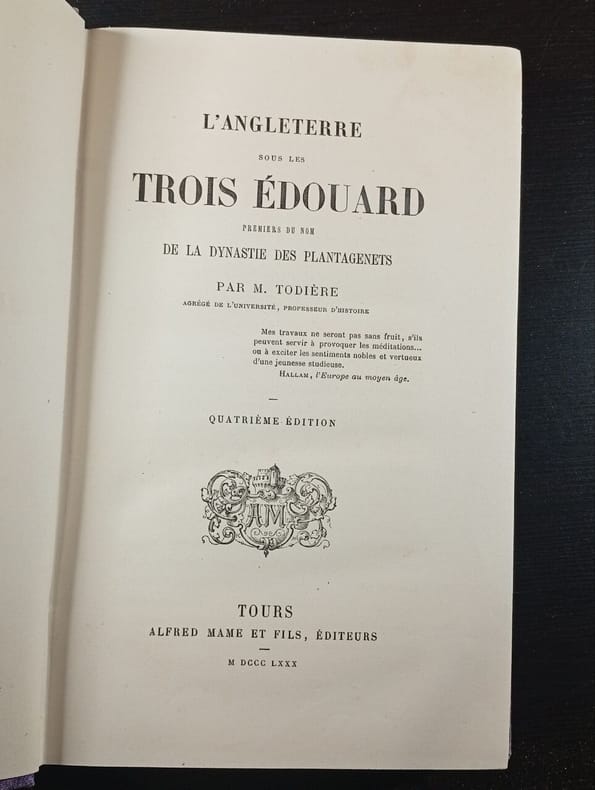 L'ANGLETERRE
SOUS LES
TROIS ÉDOUARD
PREMIERS DU NOM
DE LA DYNASTIE DES PLANTAGENETS
PAR M. TODIÈRE
AGRÉGÉ DE L'UNIVERSITÉ, PROFESSEUR D'HISTOIRE
Mes travaux ne seront pas sans fruit, s'ils
peuvent servir à provoquer les méditations...
ou à exciter les sentiments nobles et vertueux
d'une jeunesse studieuse.
HALLAM, l'Europe au moyen âge.
QUATRIÈME ÉDITION
AM
TOURS
ALFRED MAME ET FILS, ÉDITEURS
M DCCC LXXX